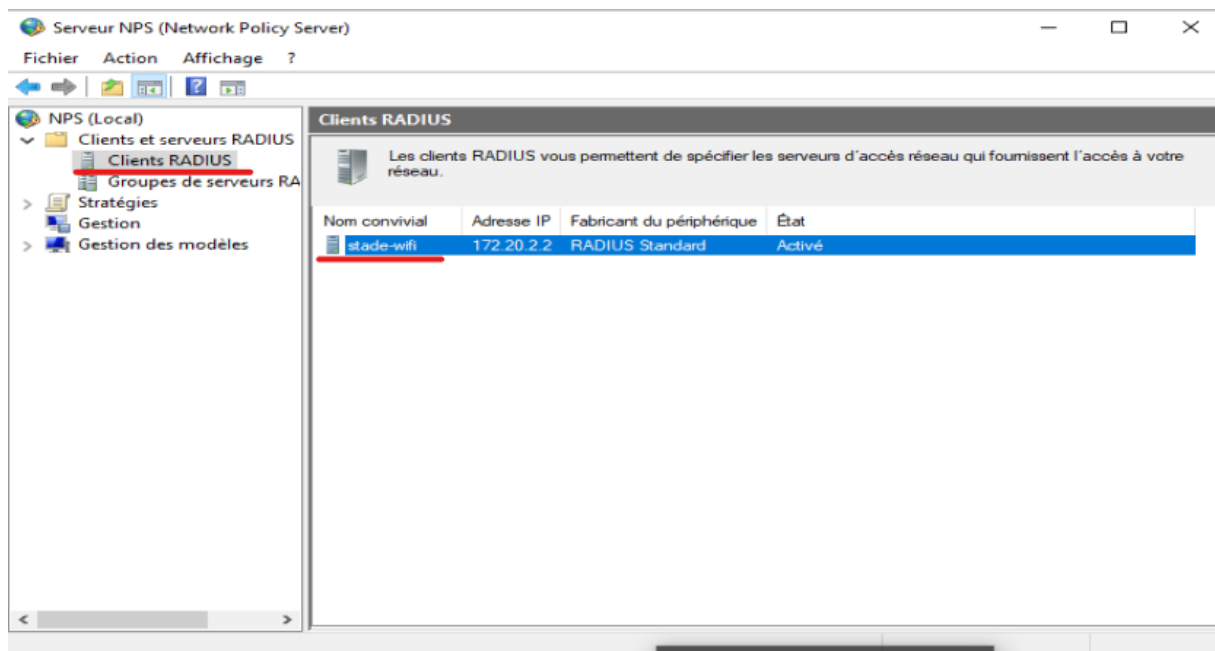 Serveur NPS (Network Policy Server)
Fichier Action Affichage ?
NPS (Local)
Clients et serveurs RADIUS
Clients RADIUS
Groupes de serveurs RA
Stratégies
Gestion
Gestion des modèles
Clients RADIUS
Les clients RADIUS vous permettent de spécifier les serveurs d'accès réseau qui fournissent l'accès à votre
réseau.
Nom convivial Adresse IP Fabricant du périphérique État
stade-wifi 172.20.2.2 RADIUS Standard Activé